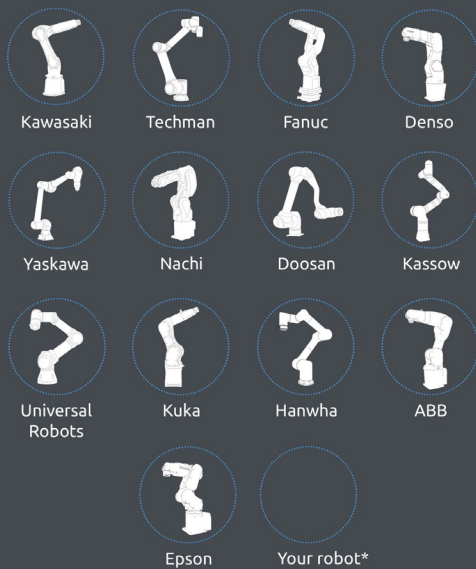 Kawasaki
Techman
Fanuc
Denso
Yaskawa
Nachi
Doosan
Kassow
Universal
Robots
Kuka
Hanwha
ABB
Epson
Your robot*